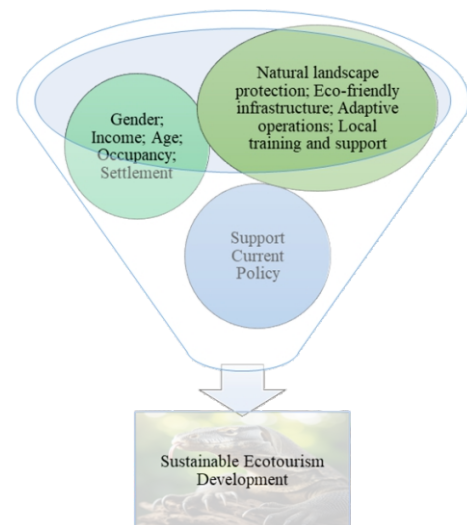 Natural landscape
protection; Eco-friendly
infrastructure; Adaptive
operations; Local
training and support
Gender;
Income; Age;
Occupancy;
Settlement
Support
Current
Policy
Sustainable Ecotourism
Development